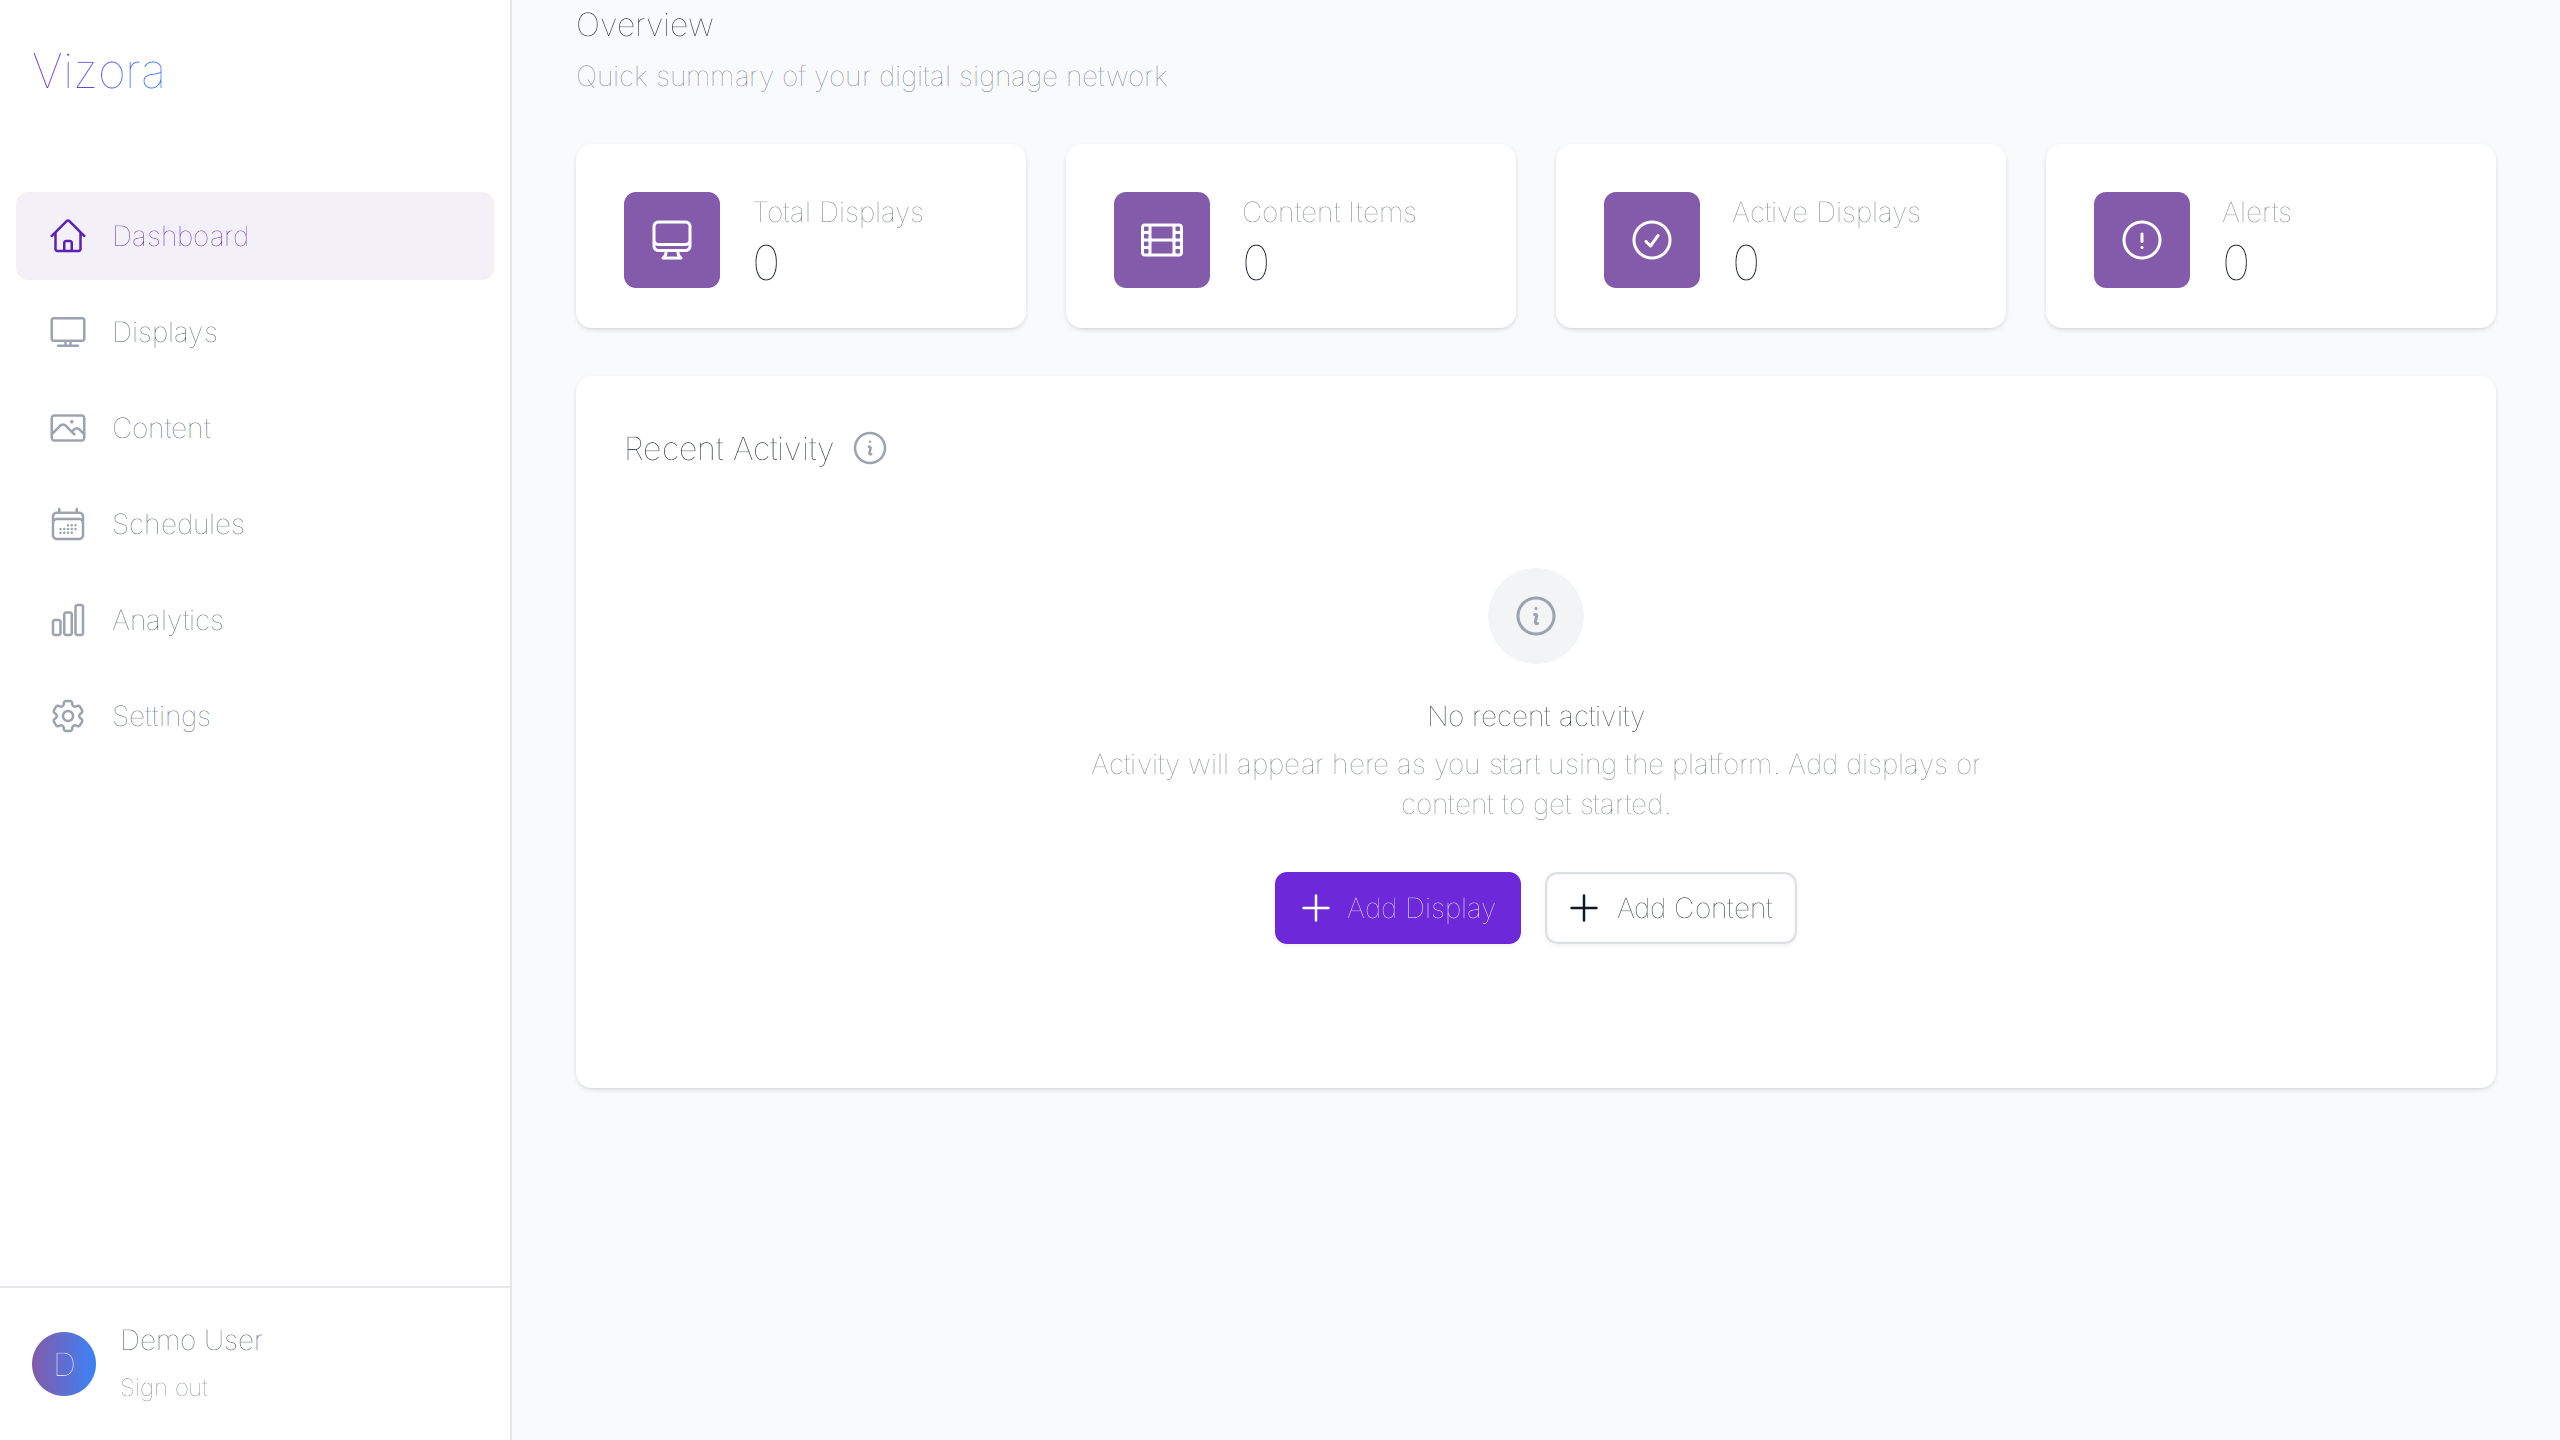 Vizora
Dashboard
Displays
Content
Schedules
Analytics
Settings
D
Demo User
Sign out
Overview
Quick summary of your digital signage network
Total Displays
0
Content Items
0
Active Displays
0
Alerts
0
Recent Activity
No recent activity
Activity will appear here as you start using the platform. Add displays or
content to get started.
Add Display
Add Content